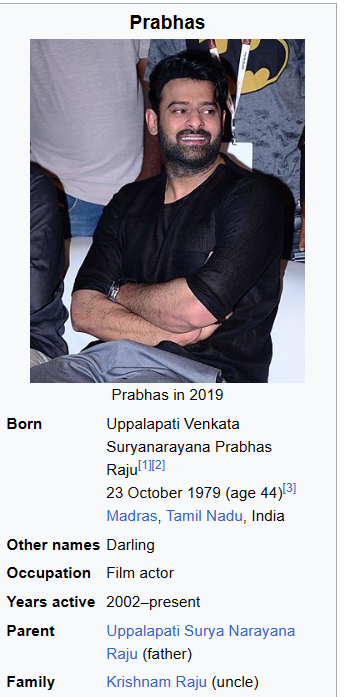 Prabhas
Prabhas in 2019
Born Uppalapati Venkata
Suryanarayana Prabhas
Raju[1][2]
23 October 1979 (age 44)[3]
Madras, Tamil Nadu, India
Other names Darling
Occupation Film actor
Years active 2002–present
Parent Uppalapati Surya Narayana
Raju (father)
Family Krishnam Raju (uncle)